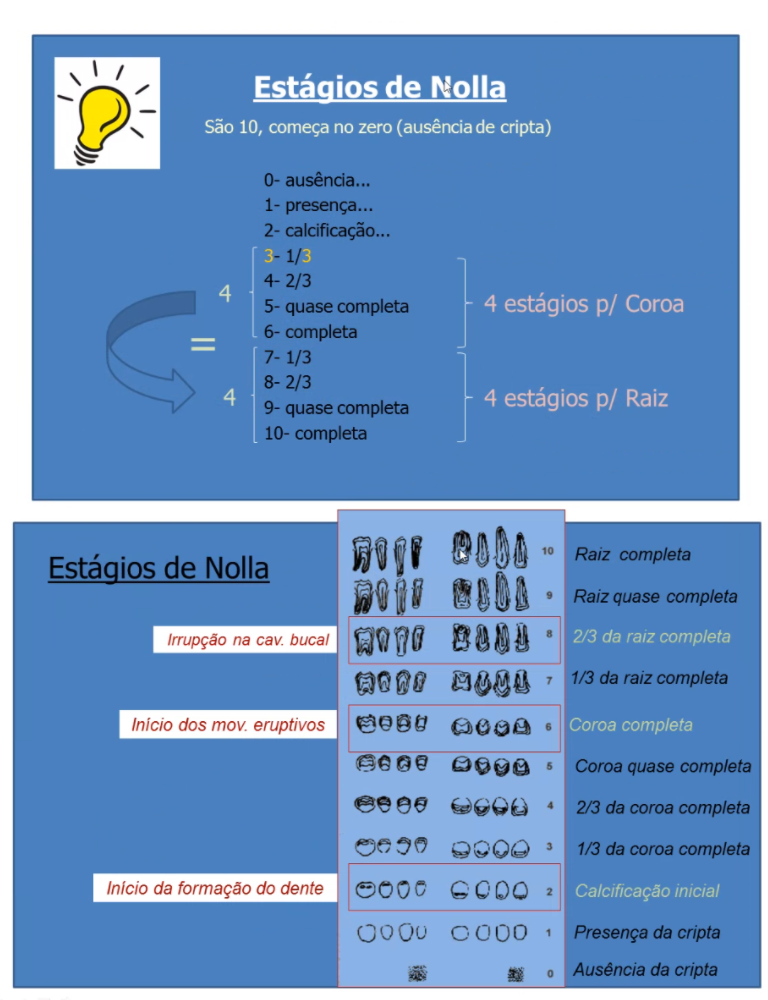 Estágios de Nolla
São 10, começa no zero (ausência de cripta)
0- ausência...
1- presença...
2- calcificação...
3- 1/3
4- 2/3
5- quase completa
6- completa
4
4 estágios p/ Coroa
=
7- 1/3
8- 2/3
9- quase completa
10- completa
4
4 estágios p/ Raiz
Estágios de Nolla
10 Raiz completa
9 Raiz quase completa
Irrupção na cav. bucal 8 2/3 da raiz completa
7 1/3 da raiz completa
Início dos mov. eruptivos 6 Coroa completa
5 Coroa quase completa
4 2/3 da coroa completa
3 1/3 da coroa completa
Início da formação do dente 2 Calcificação inicial
1 Presença da cripta
0 Ausência da cripta